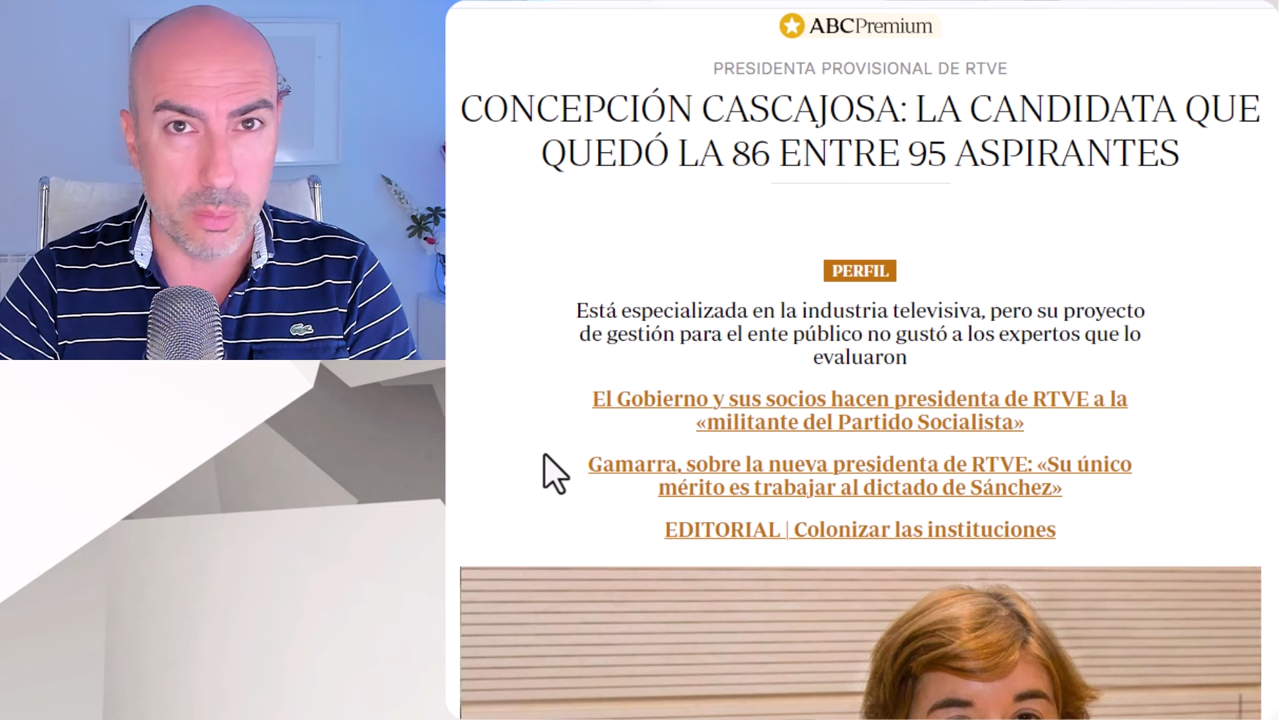 ABCPremium
PRESIDENTA PROVISIONAL DE RTVE
CONCEPCIÓN CASCAJOSA: LA CANDIDATA QUE
QUEDÓ LA 86 ENTRE 95 ASPIRANTES
PERFIL
Está especializada en la industria televisiva, pero su proyecto
de gestión para el ente público no gustó a los expertos que lo
evaluaron
El Gobierno y sus socios hacen presidenta de RTVE a la
«militante del Partido Socialista»
Gamarra, sobre la nueva presidenta de RTVE: «Su único
mérito es trabajar al dictado de Sánchez»
EDITORIAL | Colonizar las instituciones